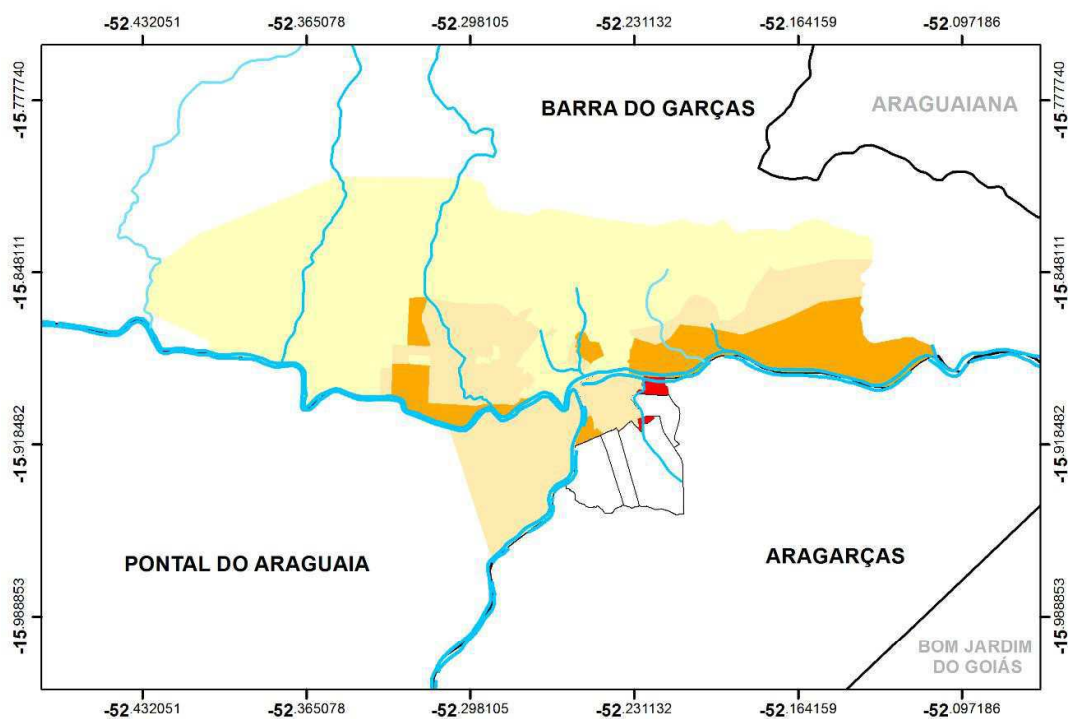 -52.432051 -52.365078 -52.298105 -52.231132 -52.164159 -52.097186
-15.777740
-15.777740
BARRA DO GARÇAS
ARAGUAIANA
-15.848111
-15.848111
-15.918482
-15.918482
PONTAL DO ARAGUAIA
ARAGARÇAS
-15.988853
-15.988853
BOM JARDIM
DO GOIÁS
-52.432051 -52.365078 -52.298105 -52.231132 -52.164159 -52.097186